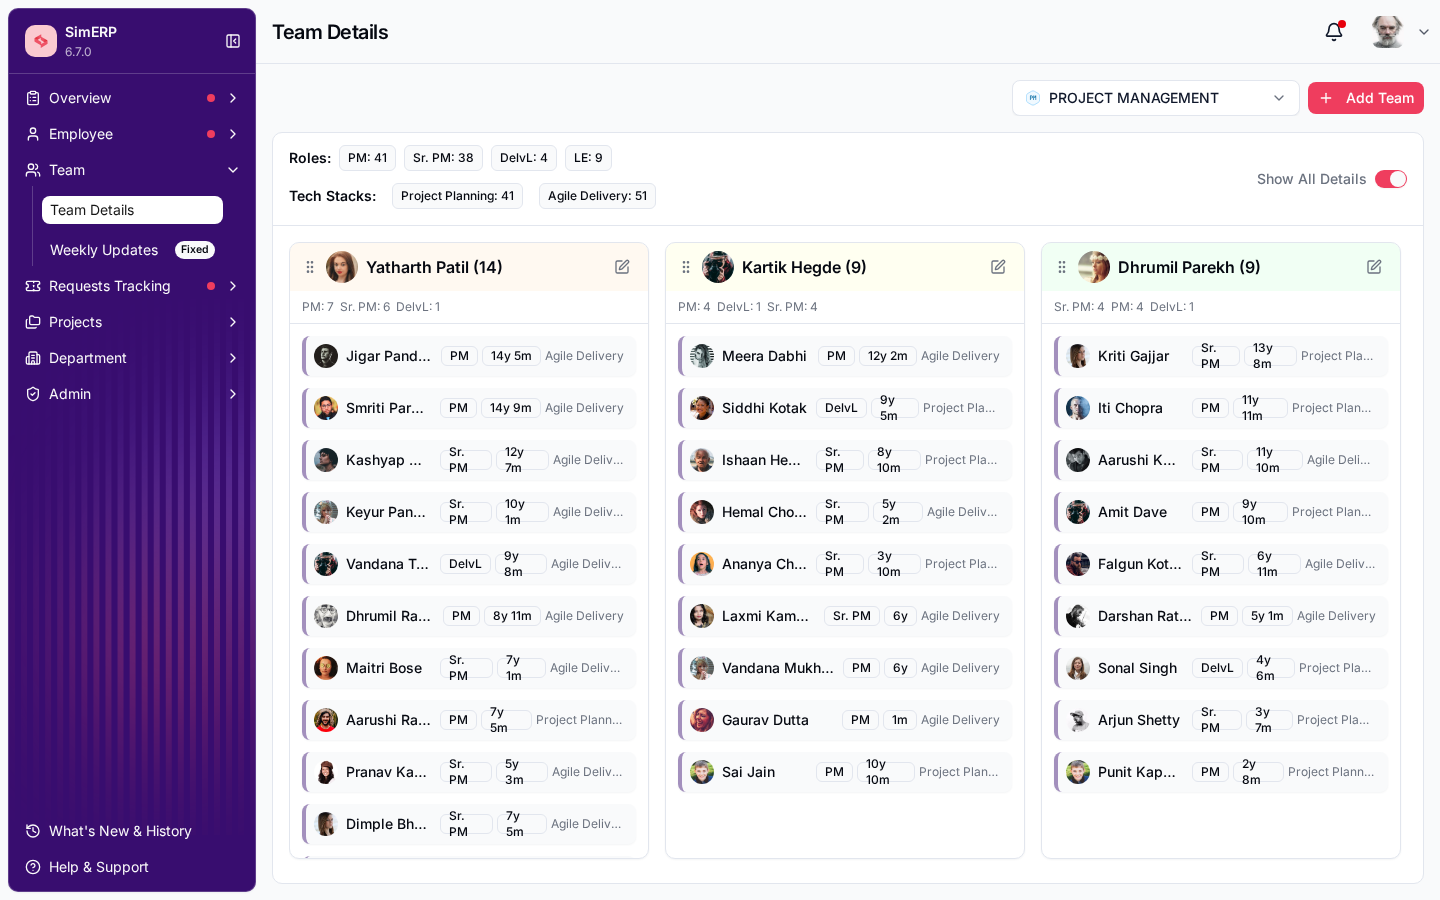 SimERP
6.7.0
Overview
Employee
Team
Team Details
Weekly Updates Fixed
Requests Tracking
Projects
Department
Admin
What's New & History
Help & Support
Team Details
PROJECT MANAGEMENT
Add Team
Roles: PM: 41 Sr. PM: 38 DelvL: 4 LE: 9
Tech Stacks: Project Planning: 41 Agile Delivery: 51
Show All Details
Yatharth Patil (14)
PM: 7 Sr. PM: 6 DelvL: 1
Jigar Pand... PM 14y 5m Agile Delivery
Smriti Par... PM 14y 9m Agile Delivery
Kashyap ... Sr. PM 12y 7m Agile Deliv...
Keyur Pan... Sr. PM 10y 1m Agile Deliv...
Vandana T... DelvL 9y 8m Agile Deliv...
Dhrumil Ra... PM 8y 11m Agile Delivery
Maitri Bose Sr. PM 7y 1m Agile Deliv...
Aarushi Ra... PM 7y 5m Project Plann...
Pranav Ka... Sr. PM 5y 3m Agile Deliv...
Dimple Bh... Sr. PM 7y 5m Agile Deliv...
Kartik Hegde (9)
PM: 4 DelvL: 1 Sr. PM: 4
Meera Dabhi PM 12y 2m Agile Delivery
Siddhi Kotak DelvL 9y 5m Project Pla...
Ishaan He... Sr. PM 8y 10m Project Pla...
Hemal Cho... Sr. PM 5y 2m Agile Deliv...
Ananya Ch... Sr. PM 3y 10m Project Pla...
Laxmi Kam... Sr. PM 6y Agile Delivery
Vandana Mukh... PM 6y Agile Delivery
Gaurav Dutta PM 1m Agile Delivery
Sai Jain PM 10y 10m Project Plan...
Dhrumil Parekh (9)
Sr. PM: 4 PM: 4 DelvL: 1
Kriti Gajjar Sr. PM 13y 8m Project Pla...
Iti Chopra PM 11y 11m Project Plan...
Aarushi K... Sr. PM 11y 10m Agile Deli...
Amit Dave PM 9y 10m Project Plan...
Falgun Kot... Sr. PM 6y 11m Agile Deliv...
Darshan Rat... PM 5y 1m Agile Delivery
Sonal Singh DelvL 4y 6m Project Pla...
Arjun Shetty Sr. PM 3y 7m Project Pla...
Punit Kap... PM 2y 8m Project Plann...